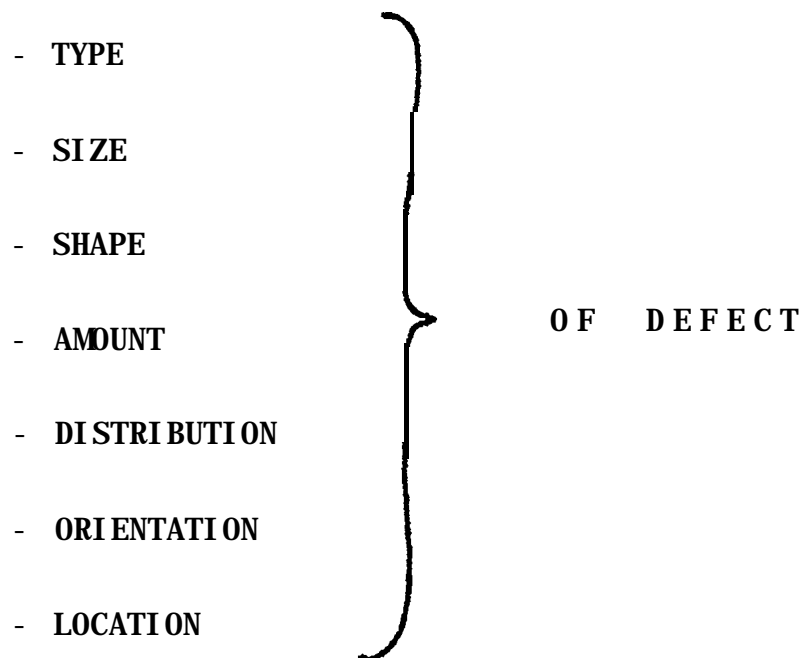 - TYPE
- SIZE
- SHAPE
- AMOUNT
- DISTRIBUTION
- ORIENTATION
- LOCATION
OF DEFECT